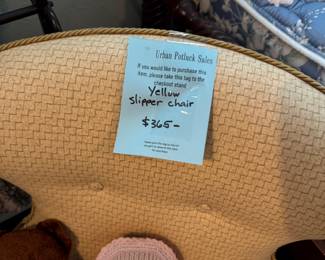 Urban Potluck Sales
If you would like to purchase this
item, please take this tag to the
checkout stand
Yellow
slipper chair
$365-